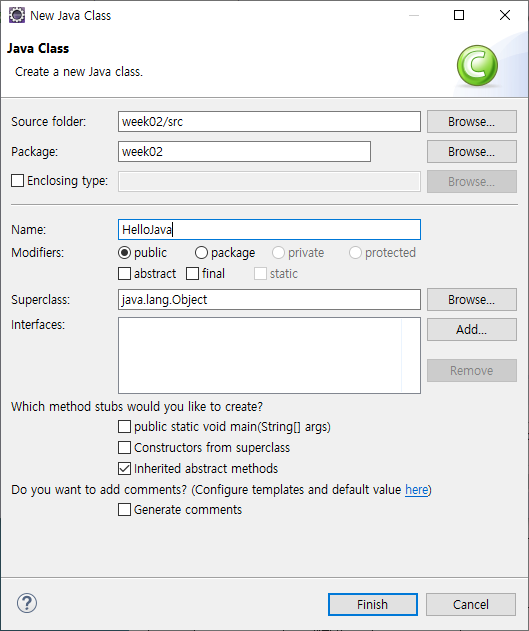 New Java Class
Java Class
Create a new Java class.
Source folder: week02/src Browse...
Package: week02 Browse...
Enclosing type: Browse...
Name: HelloJava
Modifiers: public package private protected
abstract final static
Superclass: java.lang.Object Browse...
Interfaces: Add...
Remove
Which method stubs would you like to create?
public static void main(String[] args)
Constructors from superclass
Inherited abstract methods
Do you want to add comments? (Configure templates and default value here)
Generate comments
? Finish Cancel